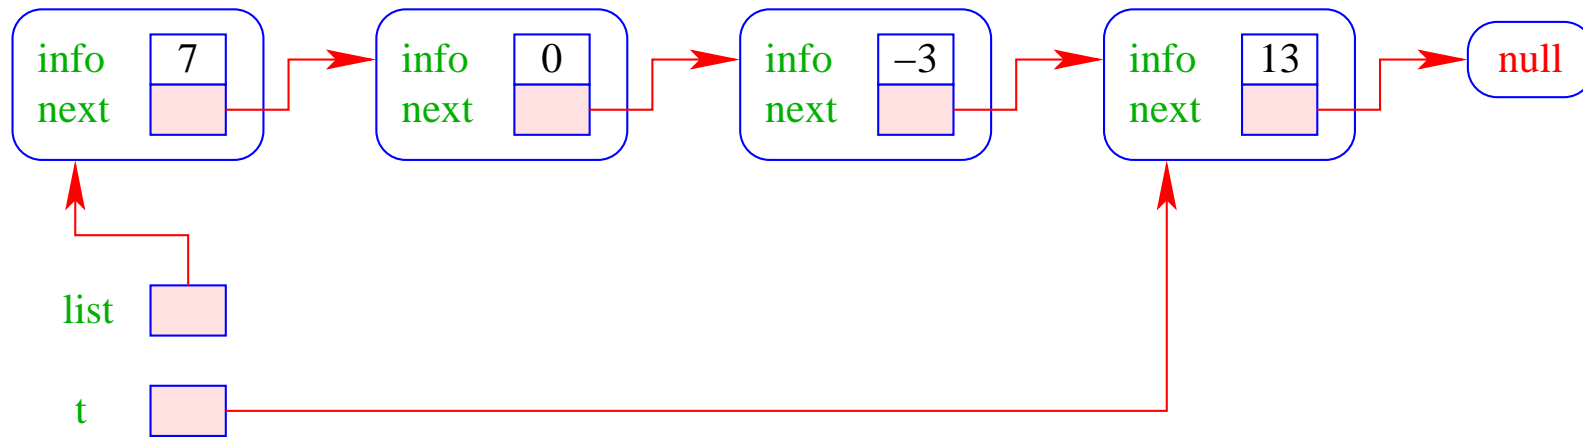 info 7 info 0 info −3 info 13 null
next next next next
list
t